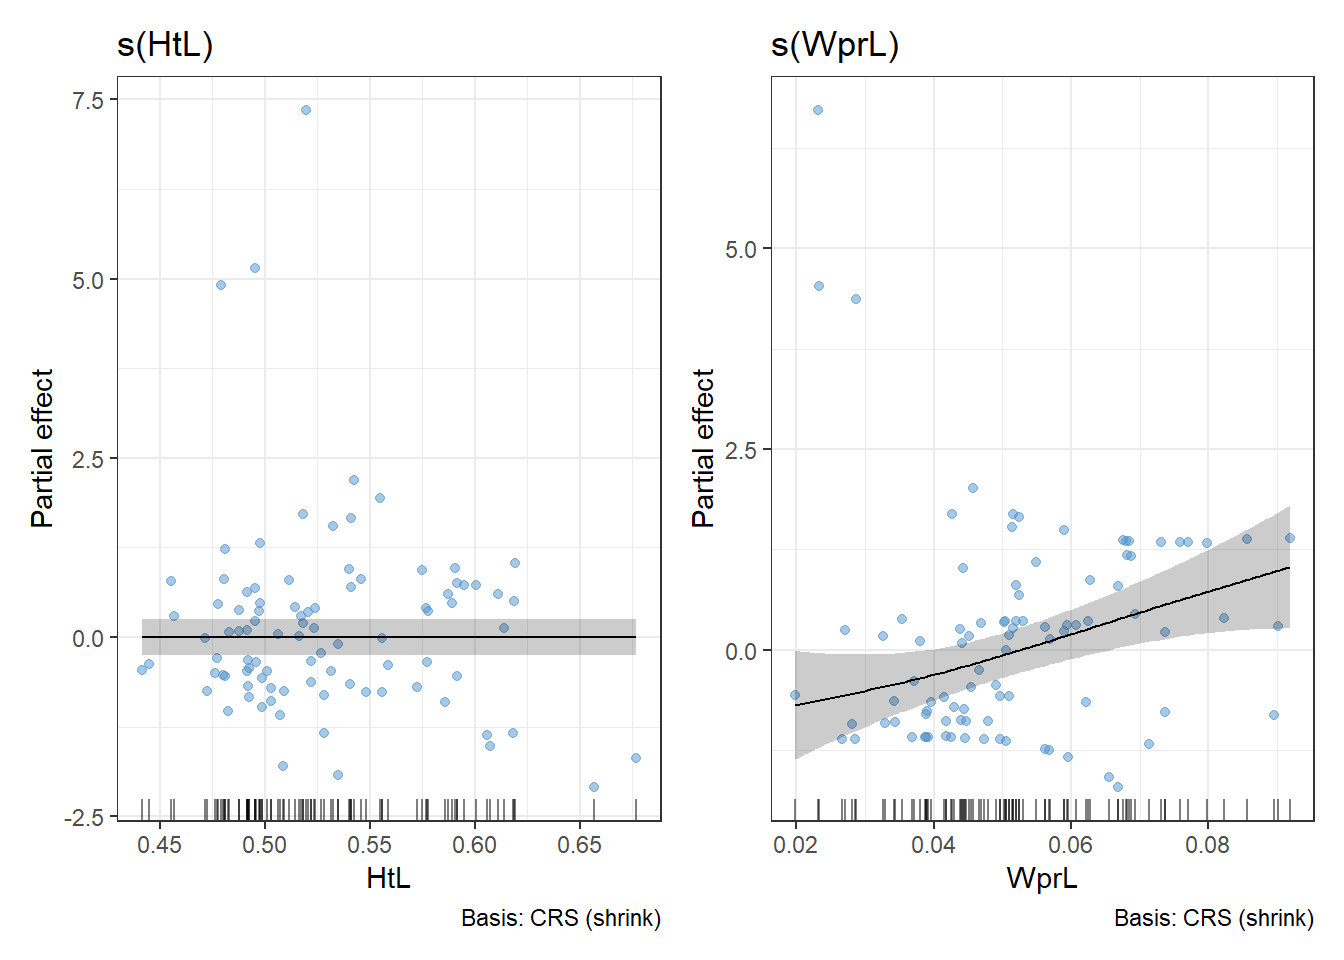 s(HtL)
Partial effect
7.5
5.0
2.5
0.0
-2.5
0.45
0.50
0.55
0.60
0.65
HtL
Basis: CRS (shrink)
s(WprL)
Partial effect
5.0
2.5
0.0
0.02
0.04
0.06
0.08
WprL
Basis: CRS (shrink)